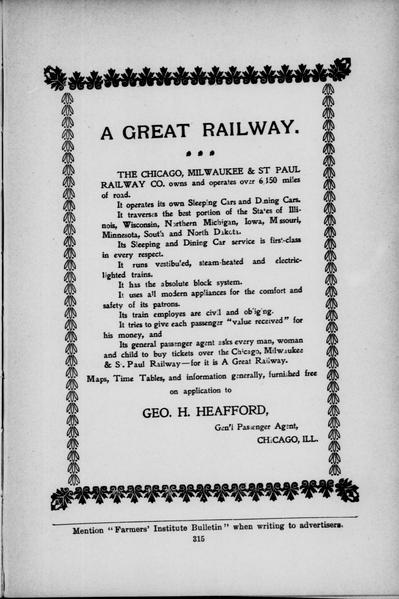 A GREAT RAILWAY.
THE CHICAGO, MILWAUKEE & ST PAUL
RAILWAY CO. owns and operates over 6,150 miles
of road.
It operates its own Sleeping Cars and Dining Cars.
It traverses the best portion of the States of Illi-
nois, Wisconsin, Northern Michigan, Iowa, Missouri,
Minnesota, South and North Dakota.
Its Sleeping and Dining Car service is first-class
in every respect.
It runs vestibuled, steam-heated and electric-
lighted trains.
It has the absolute block system.
It uses all modern appliances for the comfort and
safety of its patrons.
Its train employes are civil and obliging.
It tries to give each passenger "value received" for
his money, and
Its general passenger agent asks every man, woman
and child to buy tickets over the Chicago, Milwaukee
& St. Paul Railway—for it is A Great Railway.
Maps, Time Tables, and information generally, furnished free
on application to
GEO. H. HEAFFORD,
Gen'l Passenger Agent,
CHICAGO, ILL.
Mention "Farmers' Institute Bulletin" when writing to advertisers.
315